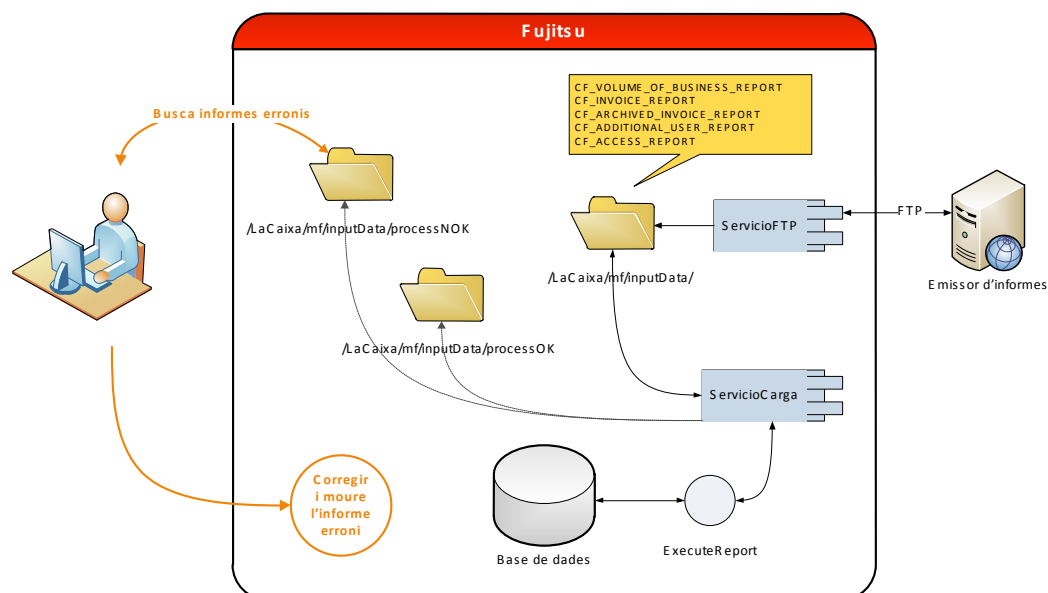 Fujitsu
CF_VOLUME_OF_BUSINESS_REPORT
CF_INVOICE_REPORT
CF_ARCHIVED_INVOICE_REPORT
CF_ADDITIONAL_USER_REPORT
CF_ACCESS_REPORT
Busca informes erronis
/LaCaixa/mf/inputData/processNOK
ServicioFTP
FTP
/LaCaixa/mf/inputData/
Emissor d'informes
/LaCaixa/mf/inputData/processOK
ServicioCarga
Corregir
i moure
l'informe
erroni
Base de dades
ExecuteReport